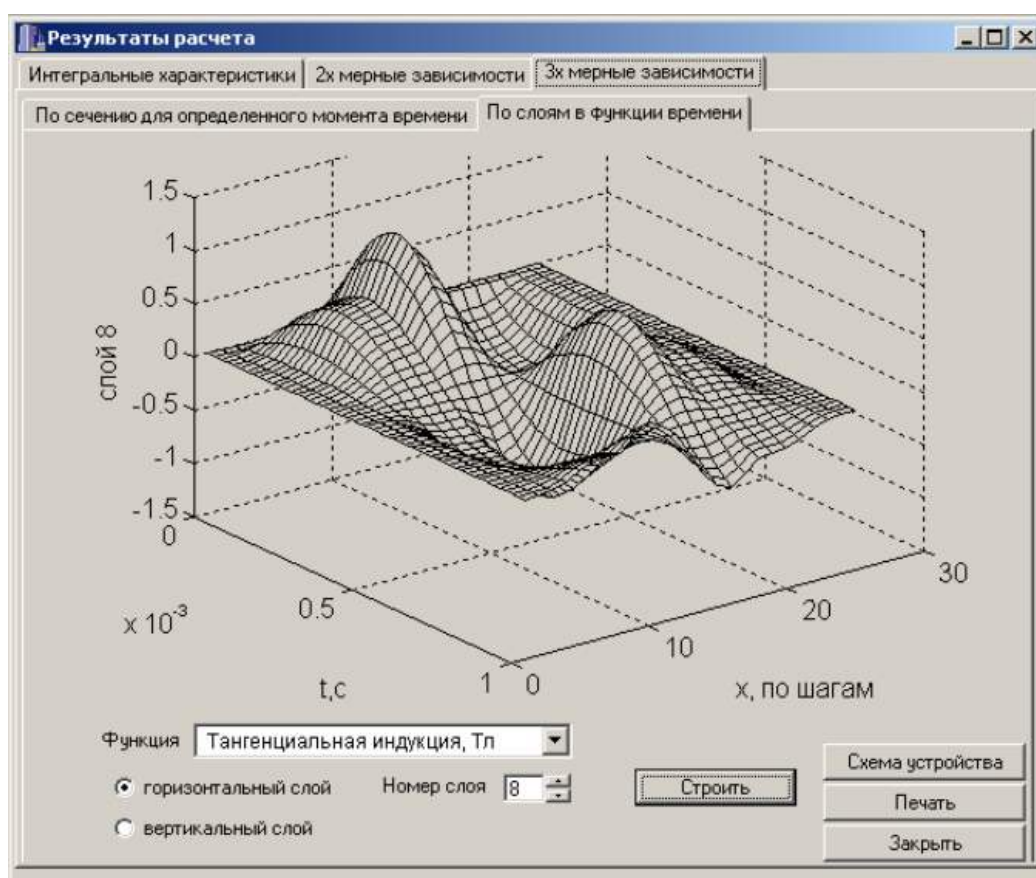 Результаты расчета
Интегральные характеристики 2х мерные зависимости 3х мерные зависимости
По сечению для определенного момента времени По слоям в функции времени
1.5
1
0.5
0
-0.5
-1
-1.5
слой 8
0
0.5
1
x 10-3
t,c
0
10
20
30
x, по шагам
Функция Тангенциальная индукция, Тл
горизонтальный слой Номер слоя 8 Строить
вертикальный слой
Схема устройства
Печать
Закрыть